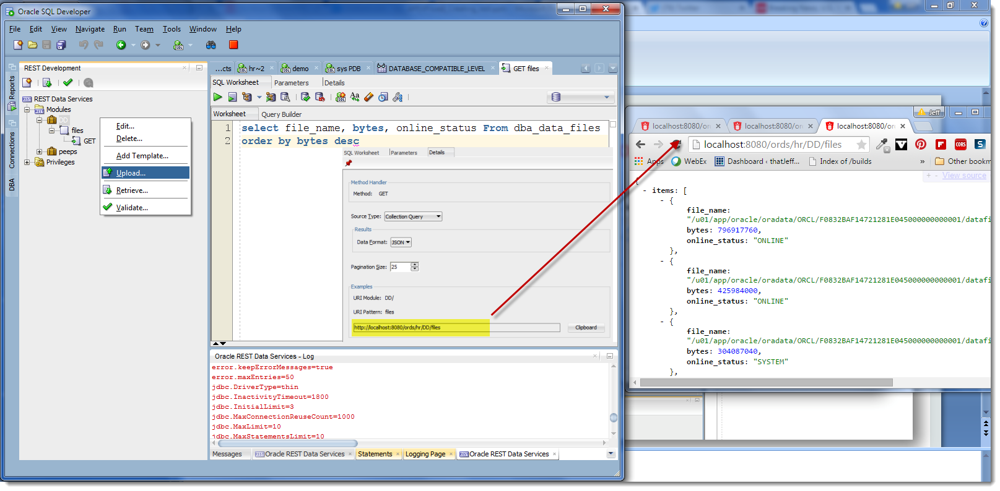 Oracle SQL Developer
File Edit View Navigate Run Team Tools Window Help
Reports
Connections
DBA
REST Development
REST Data Services
Modules
DD
files
GET
peeps
Privileges
Edit...
Delete...
Add Template...
Upload...
Retrieve...
Validate...
...cts hr~2 demo sys PDB DATABASE_COMPATIBLE_LEVEL GET files
SQL Worksheet Parameters Details
Worksheet Query Builder
1 select file_name, bytes, online_status From dba_data_files
2 order by bytes desc
SQL Worksheet Parameters Details
Method Handler
Method: GET
Source Type: Collection Query
Results
Data Format: JSON
Pagination Size: 25
Examples
URI Module: DD/
URI Pattern: files
http://localhost:8080/ords/hr/DD/files Clipboard
Oracle REST Data Services - Log
error.keepErrorMessages=true
error.maxEntries=50
jdbc.DriverType=thin
jdbc.InactivityTimeout=1800
jdbc.InitialLimit=3
jdbc.MaxConnectionReuseCount=1000
jdbc.MaxLimit=10
jdbc.MaxStatementsLimit=10
Messages Oracle REST Data Services Statements Logging Page Oracle REST Data Services
Jeff
localhost:8080/or localhost:8080/or localhost:8080/or
localhost:8080/ords/hr/DD/files
CORS S
Apps WebEx Dashboard ‹ thatJeff... Index of /builds » Other bookm
+ - View source
{
- items: [
- {
file_name:
"/u01/app/oracle/oradata/ORCL/F0832BAF14721281E045000000000001/datafi
bytes: 796917760,
online_status: "ONLINE"
},
- {
file_name:
"/u01/app/oracle/oradata/ORCL/F0832BAF14721281E045000000000001/datafi
bytes: 425984000,
online_status: "ONLINE"
},
- {
file_name:
"/u01/app/oracle/oradata/ORCL/F0832BAF14721281E045000000000001/datafi
bytes: 304087040,
online_status: "SYSTEM"
},